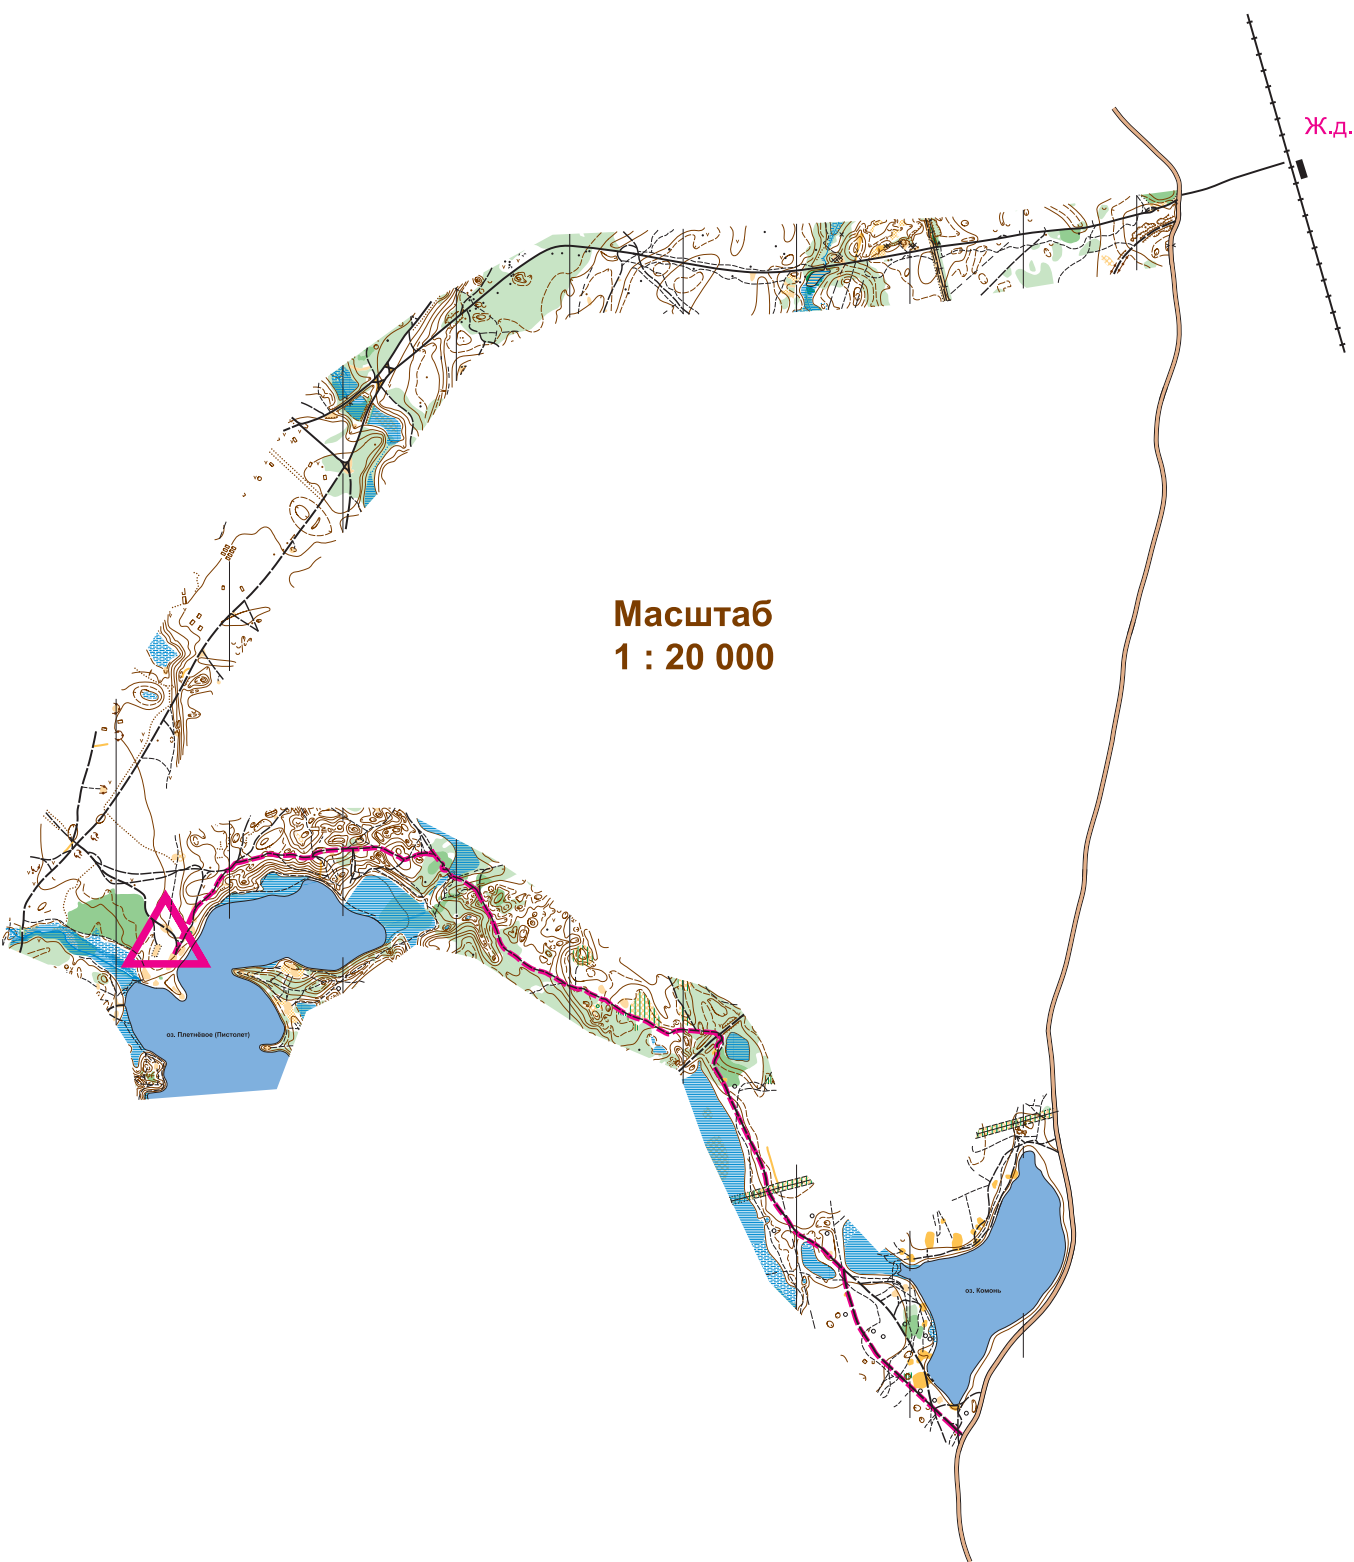 Ж.д.
Масштаб
1 : 20 000
оз. Плетнёвое (Пистолет)
оз. Комонь